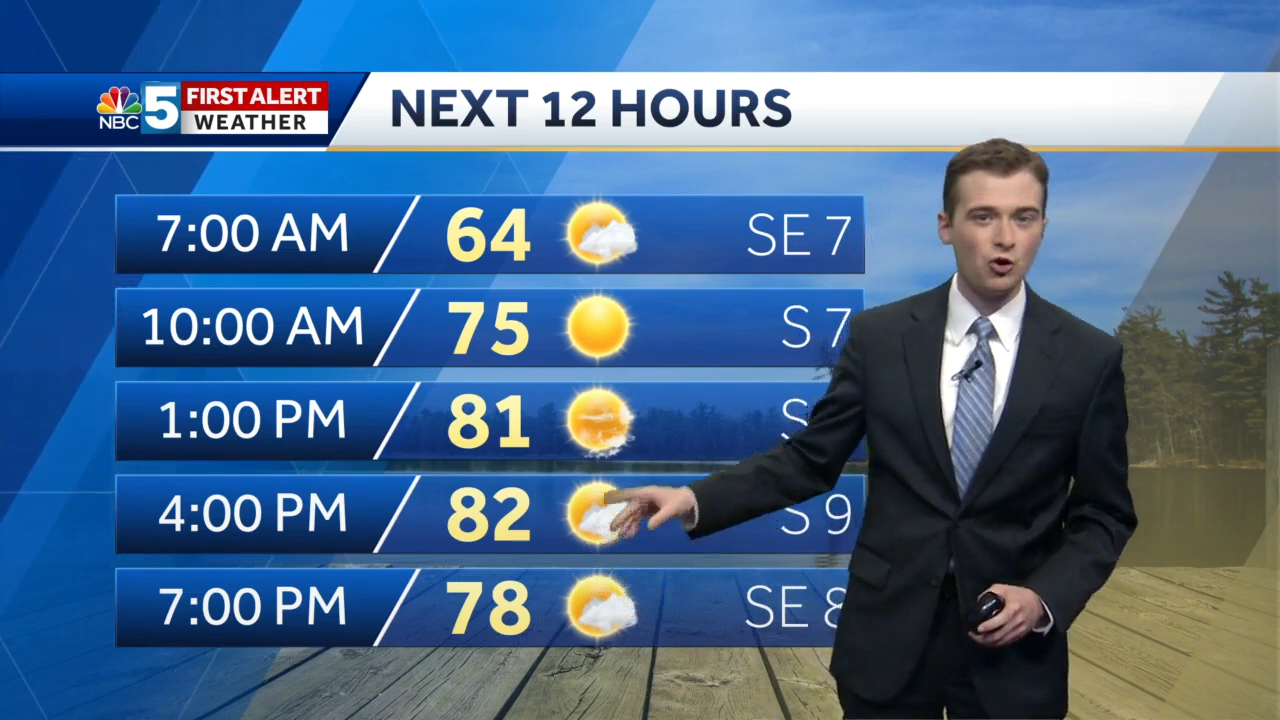 NBC 5 FIRST ALERT
WEATHER
NEXT 12 HOURS
7:00 AM 64 SE 7
10:00 AM 75 S 7
1:00 PM 81 S
4:00 PM 82 S 9
7:00 PM 78 SE 8